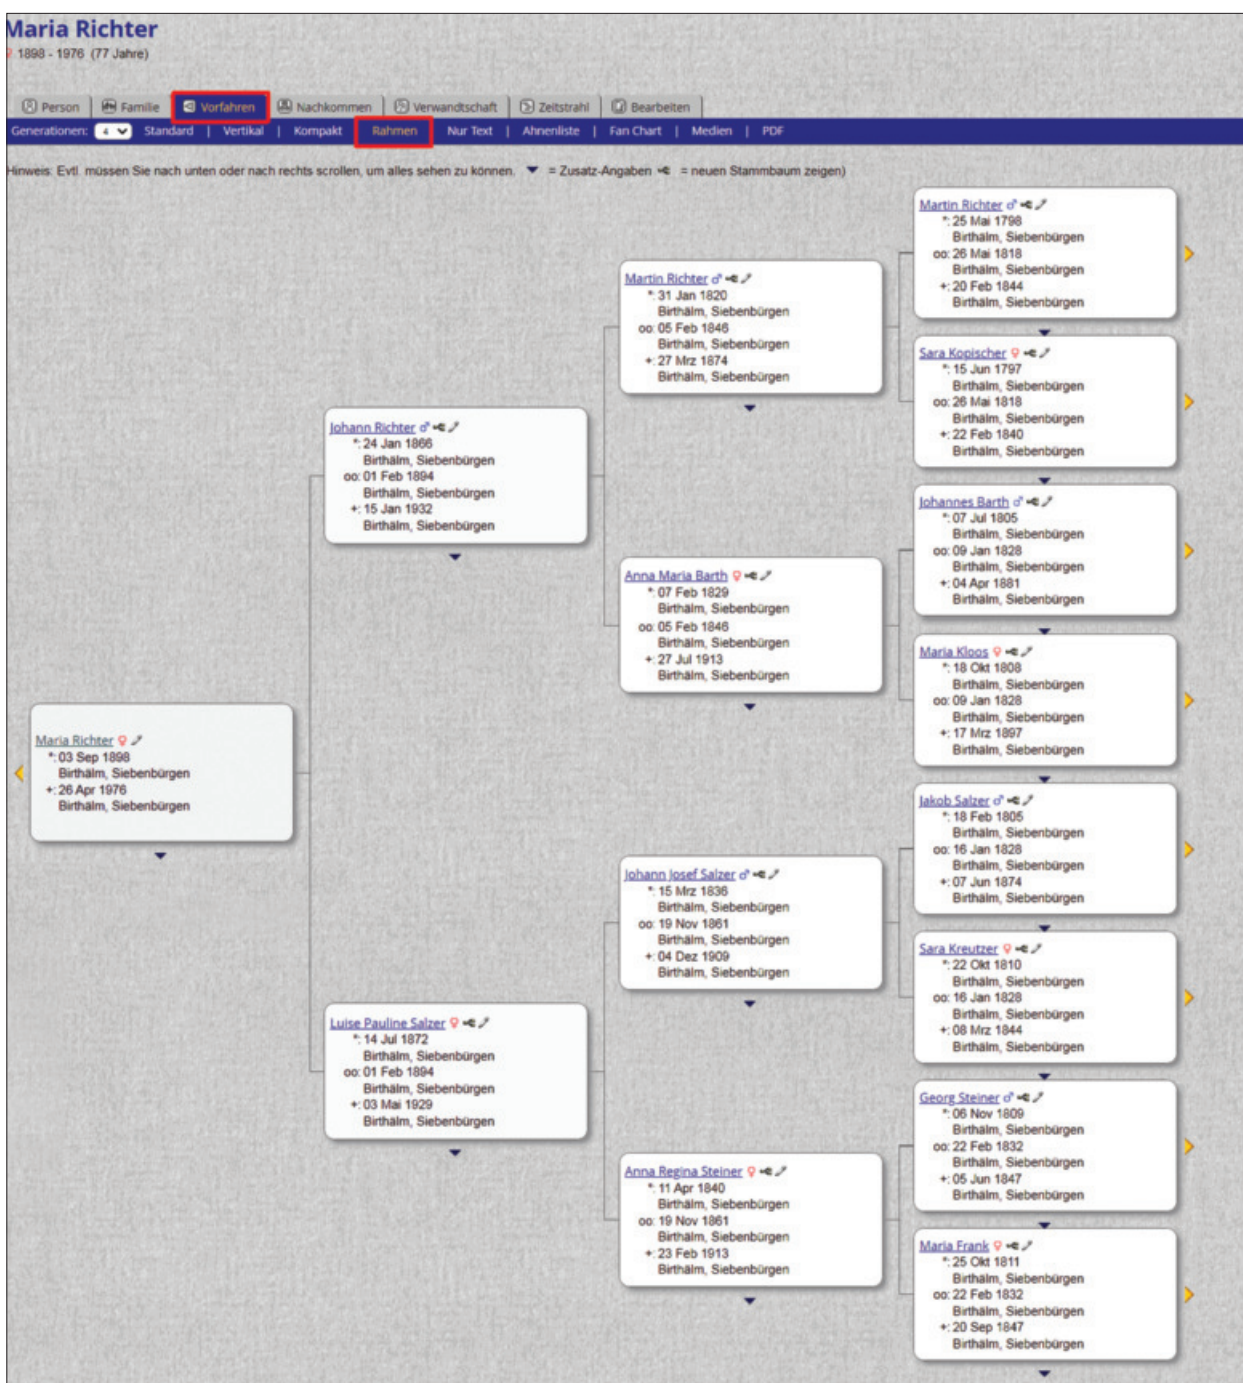 Maria Richter
♀ 1898 - 1976 (77 Jahre)
Person
Familie
Vorfahren
Nachkommen
Verwandtschaft
Zeitstrahl
Bearbeiten
Generationen: 4 Standard | Vertikal | Kompakt | Rahmen | Nur Text | Ahnenliste | Fan Chart | Medien | PDF
Hinweis: Evtl. müssen Sie nach unten oder nach rechts scrollen, um alles sehen zu können. = Zusatz-Angaben = neuen Stammbaum zeigen)
Maria Richter ♀
*: 03 Sep 1898
Birthälm, Siebenbürgen
+: 26 Apr 1976
Birthälm, Siebenbürgen
Johann Richter ♂
*: 24 Jan 1866
Birthälm, Siebenbürgen
oo: 01 Feb 1894
Birthälm, Siebenbürgen
+: 15 Jan 1932
Birthälm, Siebenbürgen
Luise Pauline Salzer ♀
*: 14 Jul 1872
Birthälm, Siebenbürgen
oo: 01 Feb 1894
Birthälm, Siebenbürgen
+: 03 Mai 1929
Birthälm, Siebenbürgen
Martin Richter ♂
*: 31 Jan 1820
Birthälm, Siebenbürgen
oo: 05 Feb 1846
Birthälm, Siebenbürgen
+: 27 Mrz 1874
Birthälm, Siebenbürgen
Anna Maria Barth ♀
*: 07 Feb 1829
Birthälm, Siebenbürgen
oo: 05 Feb 1846
Birthälm, Siebenbürgen
+: 27 Jul 1913
Birthälm, Siebenbürgen
Johann Josef Salzer ♂
*: 15 Mrz 1836
Birthälm, Siebenbürgen
oo: 19 Nov 1861
Birthälm, Siebenbürgen
+: 04 Dez 1909
Birthälm, Siebenbürgen
Anna Regina Steiner ♀
*: 11 Apr 1840
Birthälm, Siebenbürgen
oo: 19 Nov 1861
Birthälm, Siebenbürgen
+: 23 Feb 1913
Birthälm, Siebenbürgen
Martin Richter ♂
*: 25 Mai 1798
Birthälm, Siebenbürgen
oo: 26 Mai 1818
Birthälm, Siebenbürgen
+: 20 Feb 1844
Birthälm, Siebenbürgen
Sara Kopischer ♀
*: 15 Jun 1797
Birthälm, Siebenbürgen
oo: 26 Mai 1818
Birthälm, Siebenbürgen
+: 22 Feb 1840
Birthälm, Siebenbürgen
Johannes Barth ♂
*: 07 Jul 1805
Birthälm, Siebenbürgen
oo: 09 Jan 1828
Birthälm, Siebenbürgen
+: 04 Apr 1881
Birthälm, Siebenbürgen
Maria Kloos ♀
*: 18 Okt 1808
Birthälm, Siebenbürgen
oo: 09 Jan 1828
Birthälm, Siebenbürgen
+: 17 Mrz 1897
Birthälm, Siebenbürgen
Jakob Salzer ♂
*: 18 Feb 1805
Birthälm, Siebenbürgen
oo: 16 Jan 1828
Birthälm, Siebenbürgen
+: 07 Jun 1874
Birthälm, Siebenbürgen
Sara Kreutzer ♀
*: 22 Okt 1810
Birthälm, Siebenbürgen
oo: 16 Jan 1828
Birthälm, Siebenbürgen
+: 08 Mrz 1844
Birthälm, Siebenbürgen
Georg Steiner ♂
*: 06 Nov 1809
Birthälm, Siebenbürgen
oo: 22 Feb 1832
Birthälm, Siebenbürgen
+: 05 Jun 1847
Birthälm, Siebenbürgen
Maria Frank ♀
*: 25 Okt 1811
Birthälm, Siebenbürgen
oo: 22 Feb 1832
Birthälm, Siebenbürgen
+: 20 Sep 1847
Birthälm, Siebenbürgen